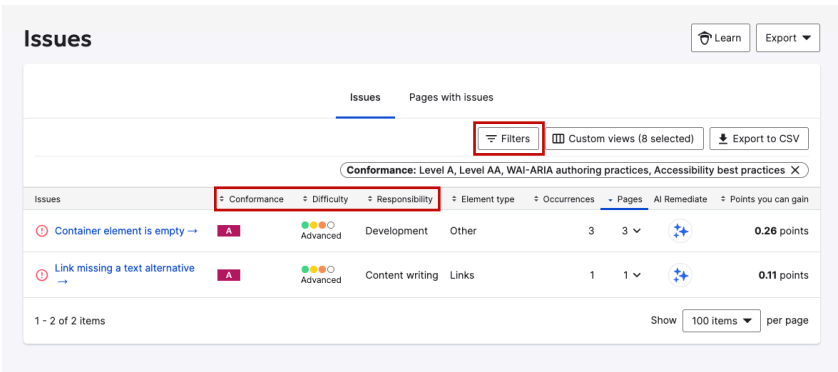 Issues
Learn
Export
Issues
Pages with issues
Filters
Custom views (8 selected)
Export to CSV
Conformance: Level A, Level AA, WAI-ARIA authoring practices, Accessibility best practices X
Issues Conformance Difficulty Responsibility Element type Occurrences Pages AI Remediate Points you can gain
Container element is empty → A Advanced Development Other 3 3 0.26 points
Link missing a text alternative → A Advanced Content writing Links 1 1 0.11 points
1 - 2 of 2 items
Show 100 items per page